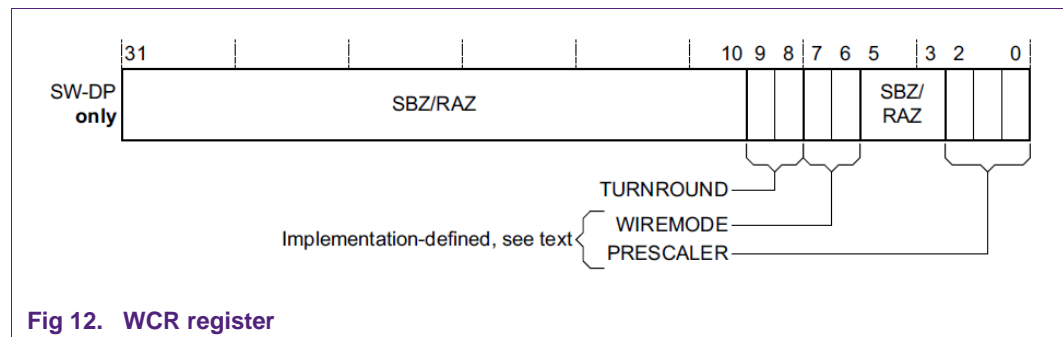 31 10 9 8 7 6 5 3 2 0
SW-DP
only
SBZ/RAZ
SBZ/
RAZ
TURNROUND
WIREMODE
Implementation-defined, see text
PRESCALER
Fig 12. WCR register